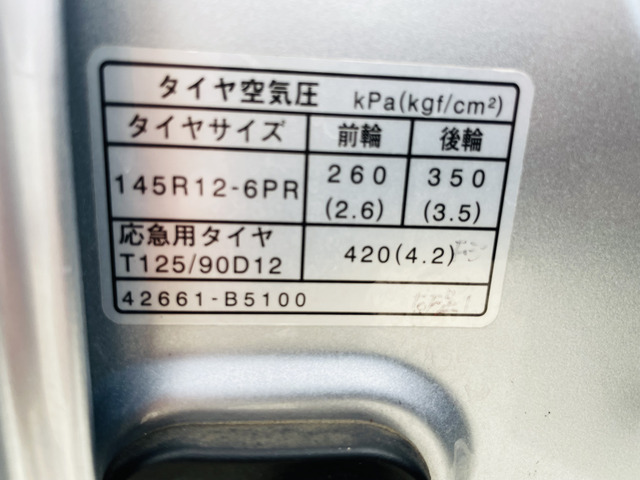 タイヤ空気圧 kPa(kgf/cm²)
タイヤサイズ 前輪 後輪
145R12-6PR 260 (2.6) 350 (3.5)
応急用タイヤ T125/90D12 420(4.2)
42661-B5100